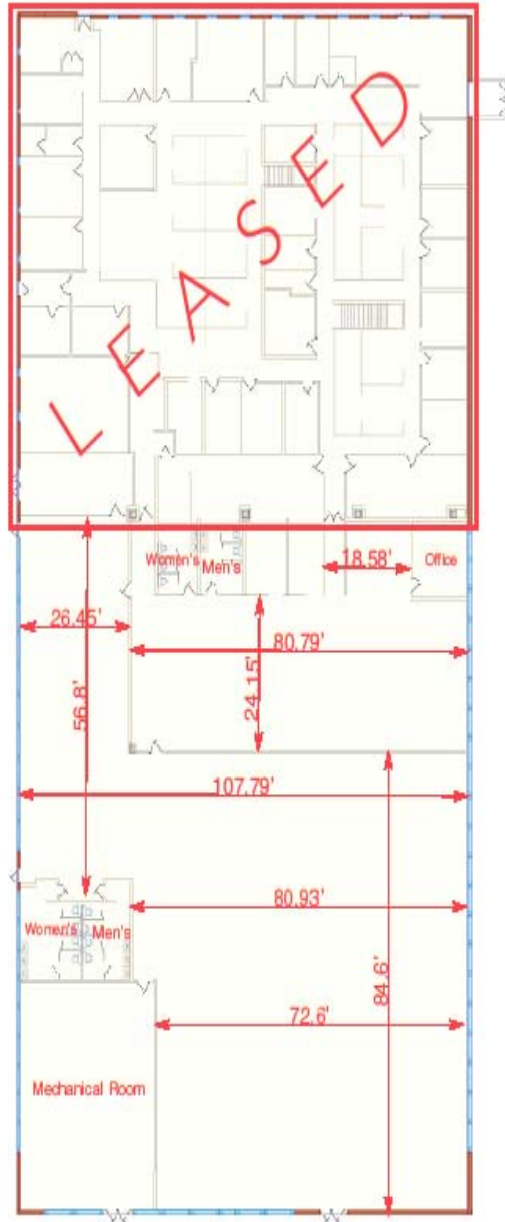 LEASED
Women's
Men's
18.58'
Office
26.45'
80.79'
24.15'
56.8'
107.79'
80.93'
Women's
Men's
84.6'
72.6'
Mechanical Room